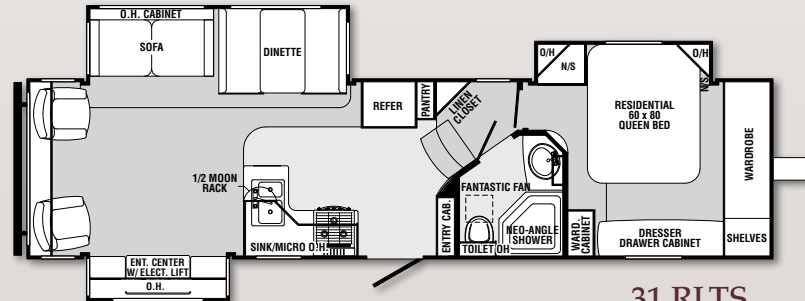 O.H. CABINET
SOFA
DINETTE
REFER
PANTRY
LINEN
CLOSET
O/H
N/S
O/H
N/S
RESIDENTIAL
60 x 80
QUEEN BED
WARDROBE
1/2 MOON
RACK
FANTASTIC FAN
SINK/MICRO O.H.
ENTRY CAB.
TOILET OH
NEO-ANGLE
SHOWER
WARD.
CABINET
DRESSER
DRAWER CABINET
SHELVES
ENT. CENTER
W/ ELECT. LIFT
O.H.
31 RLTS